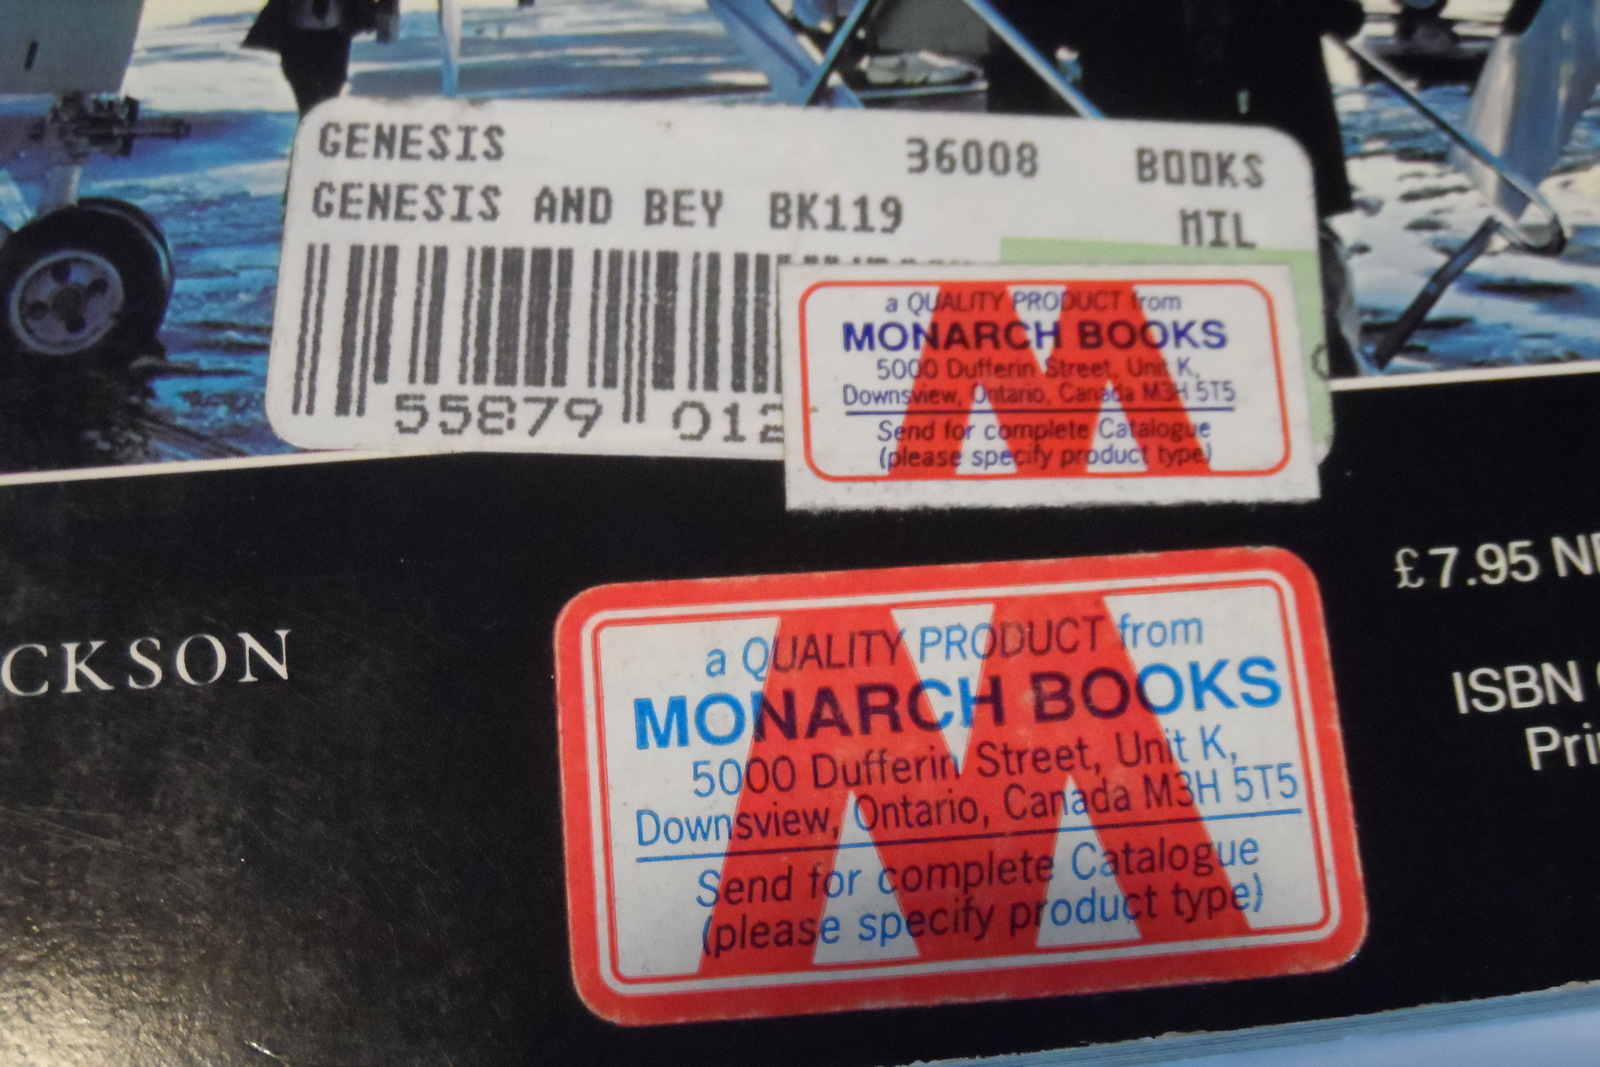 GENESIS 36008 BOOKS
GENESIS AND BEY BK119 MIL
55879 012
a QUALITY PRODUCT from
MONARCH BOOKS
5000 Dufferin Street, Unit K,
Downsview, Ontario, Canada M3H 5T5
Send for complete Catalogue
(please specify product type)
£7.95
CKSON
ISBN
a QUALITY PRODUCT from
MONARCH BOOKS
5000 Dufferin Street, Unit K,
Downsview, Ontario, Canada M3H 5T5
Send for complete Catalogue
(please specify product type)